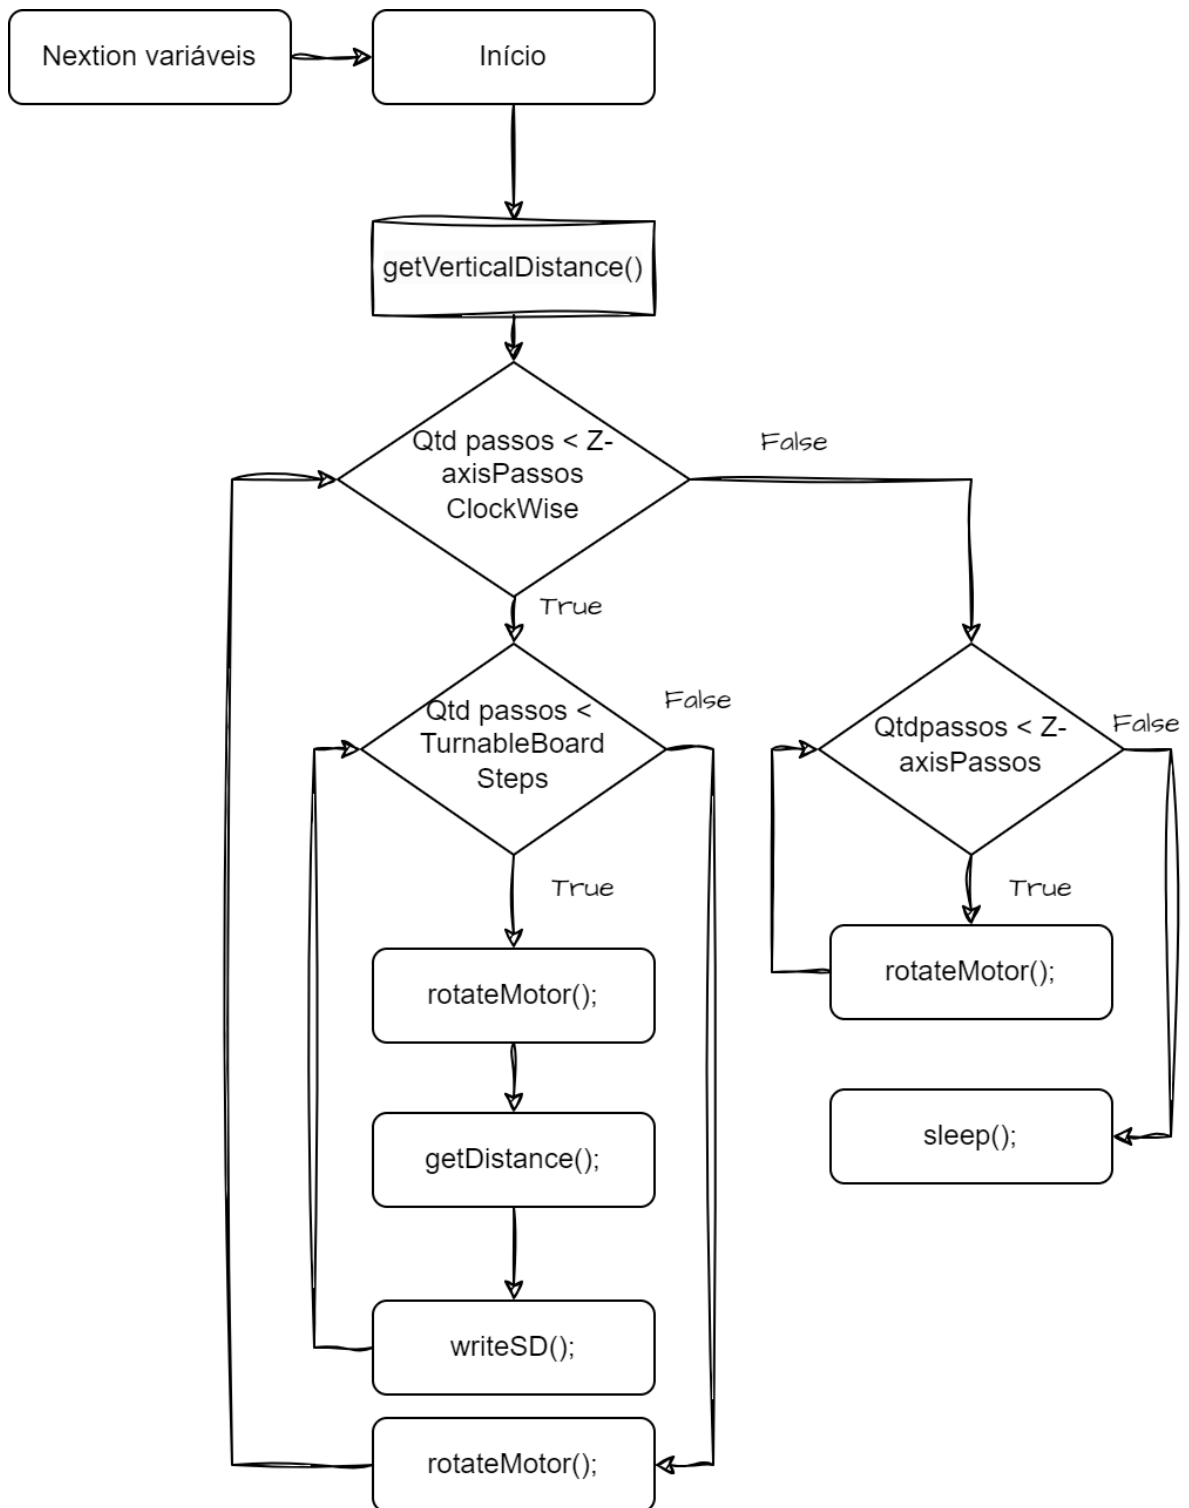 Nextion variáveis
Início
getVerticalDistance()
Qtd passos < Z-
axisPassos
ClockWise
False
True
Qtd passos <
TurnableBoard
Steps
False
True
rotateMotor();
getDistance();
writeSD();
rotateMotor();
Qtdpassos < Z-
axisPassos
False
True
rotateMotor();
sleep();